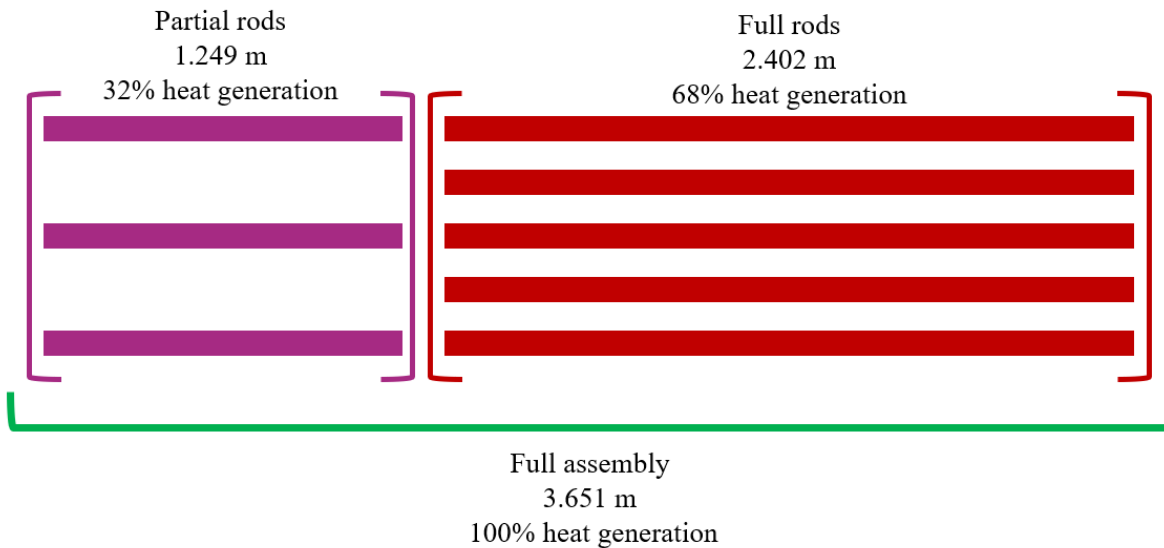 Partial rods
1.249 m
32% heat generation
Full rods
2.402 m
68% heat generation
Full assembly
3.651 m
100% heat generation